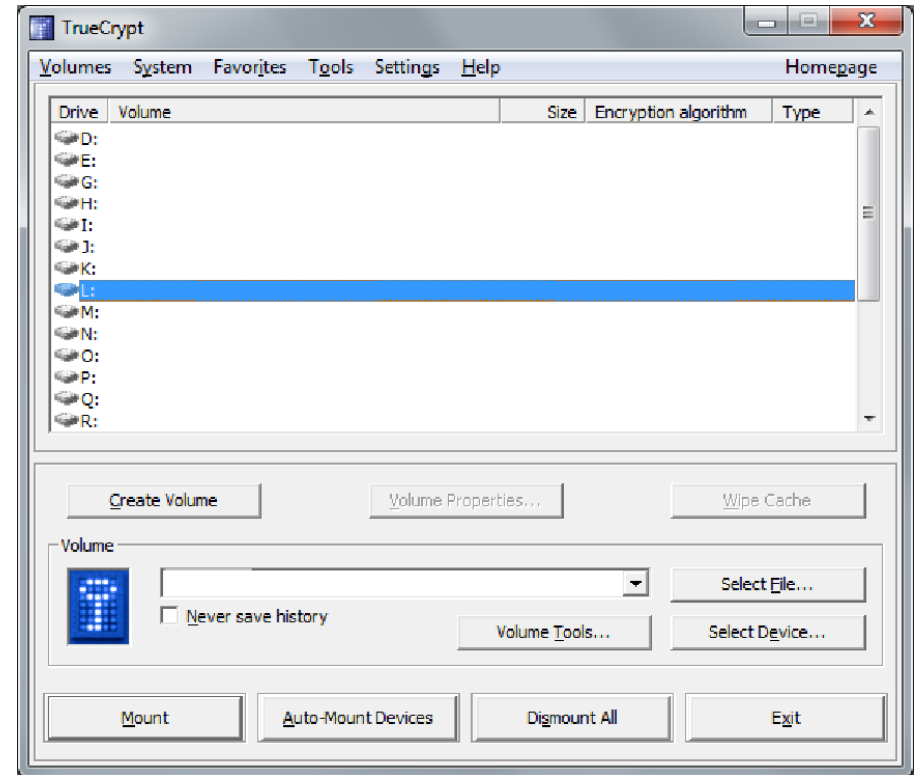 TrueCrypt
Volumes System Favorites Tools Settings Help Homepage
Drive Volume Size Encryption algorithm Type
D:
E:
G:
H:
I:
J:
K:
L:
M:
N:
O:
P:
Q:
R:
Create Volume Volume Properties... Wipe Cache
Volume
Select File...
Never save history
Volume Tools... Select Device...
Mount Auto-Mount Devices Dismount All Exit